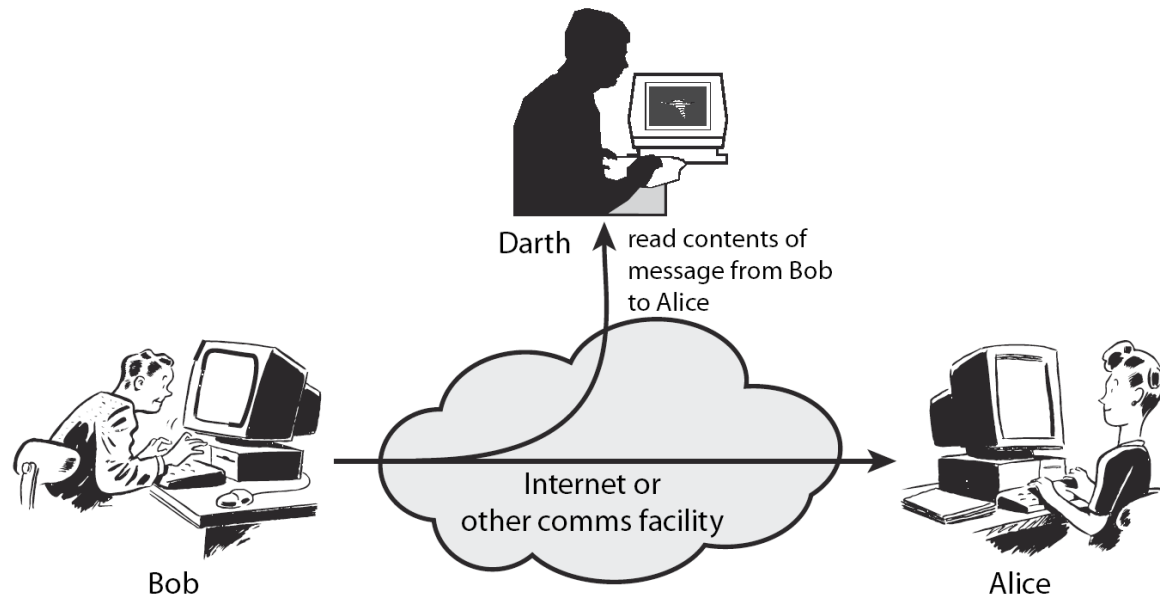 Darth
read contents of
message from Bob
to Alice
Internet or
other comms facility
Bob
Alice